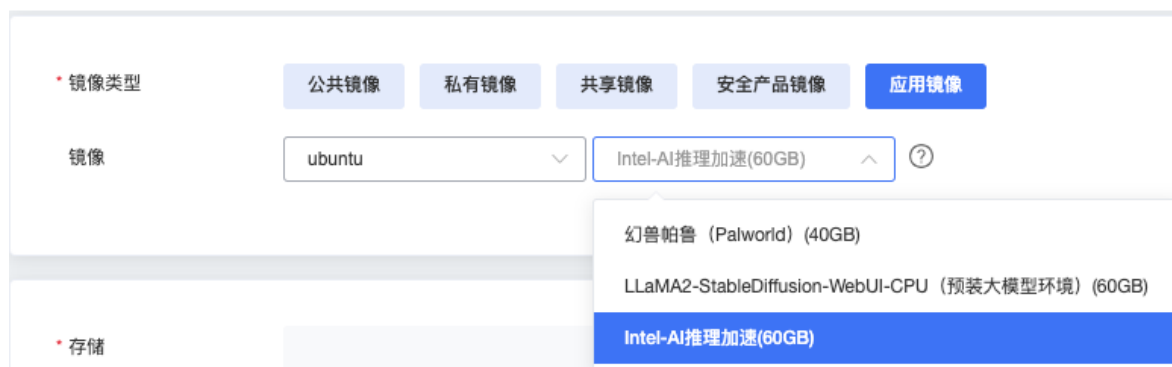 * 镜像类型 公共镜像 私有镜像 共享镜像 安全产品镜像 应用镜像
镜像 ubuntu Intel-AI推理加速(60GB) ?
幻兽帕鲁（Palworld）(40GB)
LLaMA2-StableDiffusion-WebUI-CPU（预装大模型环境）(60GB)
Intel-AI推理加速(60GB)
* 存储